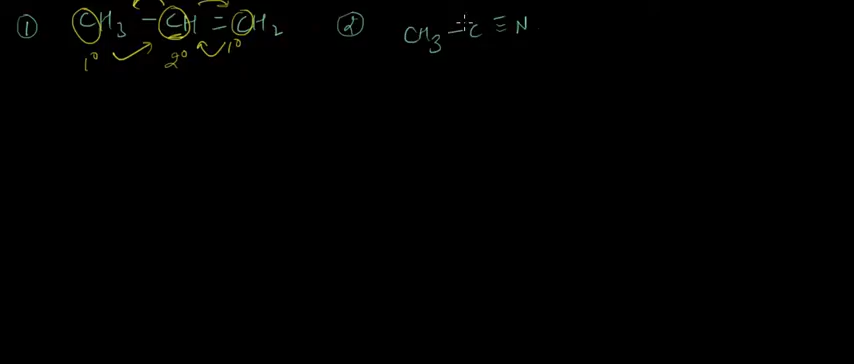 ① CH₃ – CH = CH₂ ② CH₃ – C ≡ N
1° 2° 1°